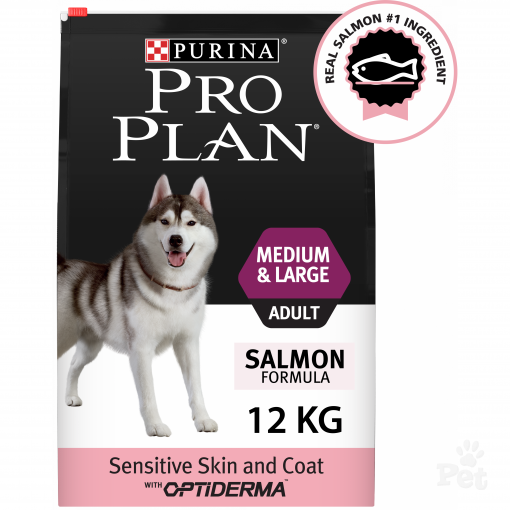 REAL SALMON #1 INGREDIENT
PURINA®
PRO
PLAN®
MEDIUM
& LARGE
ADULT
SALMON
FORMULA
12 KG
Sensitive Skin and Coat
WITH OPTIDERMA™
Pet